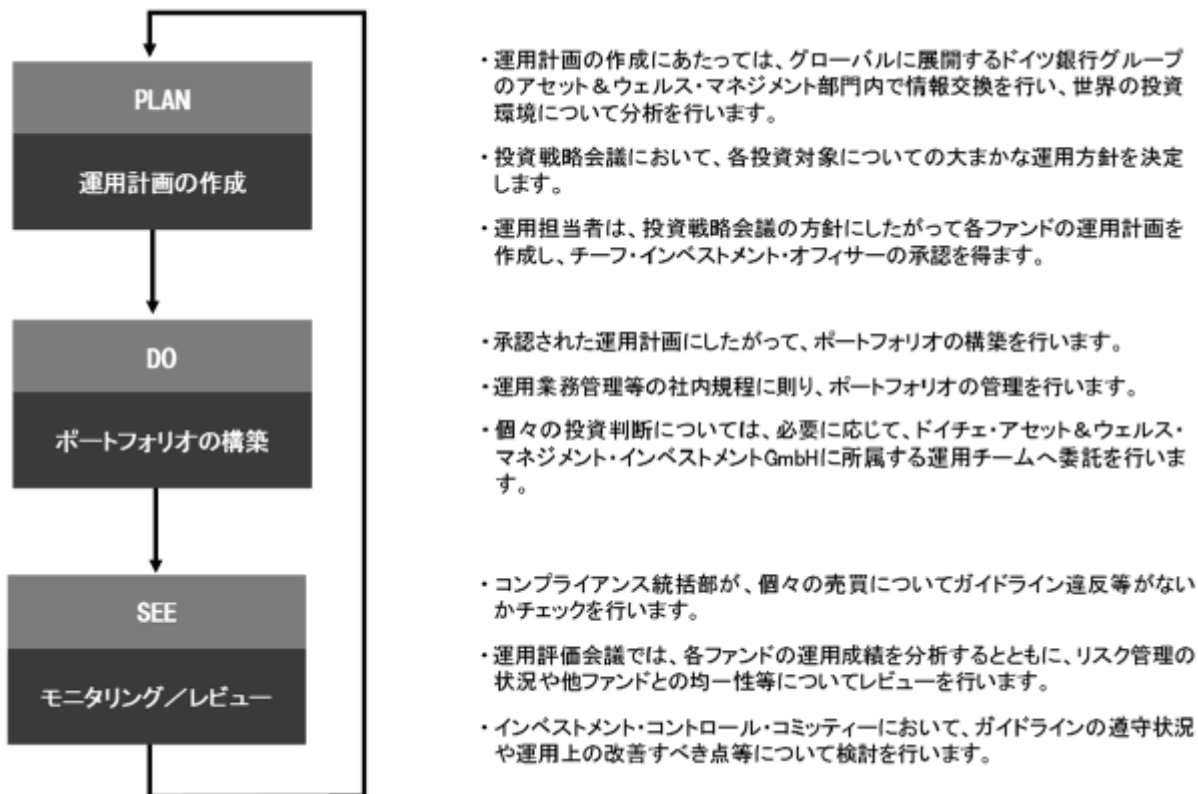 PLAN
運用計画の作成
・運用計画の作成にあたっては、グローバルに展開するドイツ銀行グループ
のアセット&ウェルス・マネジメント部門内で情報交換を行い、世界の投資
環境について分析を行います。
・投資戦略会議において、各投資対象についての大まかな運用方針を決定
します。
・運用担当者は、投資戦略会議の方針にしたがって各ファンドの運用計画を
作成し、チーフ・インベストメント・オフィサーの承認を得ます。
DO
ポートフォリオの構築
・承認された運用計画にしたがって、ポートフォリオの構築を行います。
・運用業務管理等の社内規程に則り、ポートフォリオの管理を行います。
・個々の投資判断については、必要に応じて、ドイチェ・アセット&ウェルス・
マネジメント・インベストメントGmbHに所属する運用チームへ委託を行いま
す。
SEE
モニタリング/レビュー
・コンプライアンス統括部が、個々の売買についてガイドライン違反等がない
かチェックを行います。
・運用評価会議では、各ファンドの運用成績を分析するとともに、リスク管理の
状況や他ファンドとの均一性等についてレビューを行います。
・インベストメント・コントロール・コミッティーにおいて、ガイドラインの遵守状況
や運用上の改善すべき点等について検討を行います。